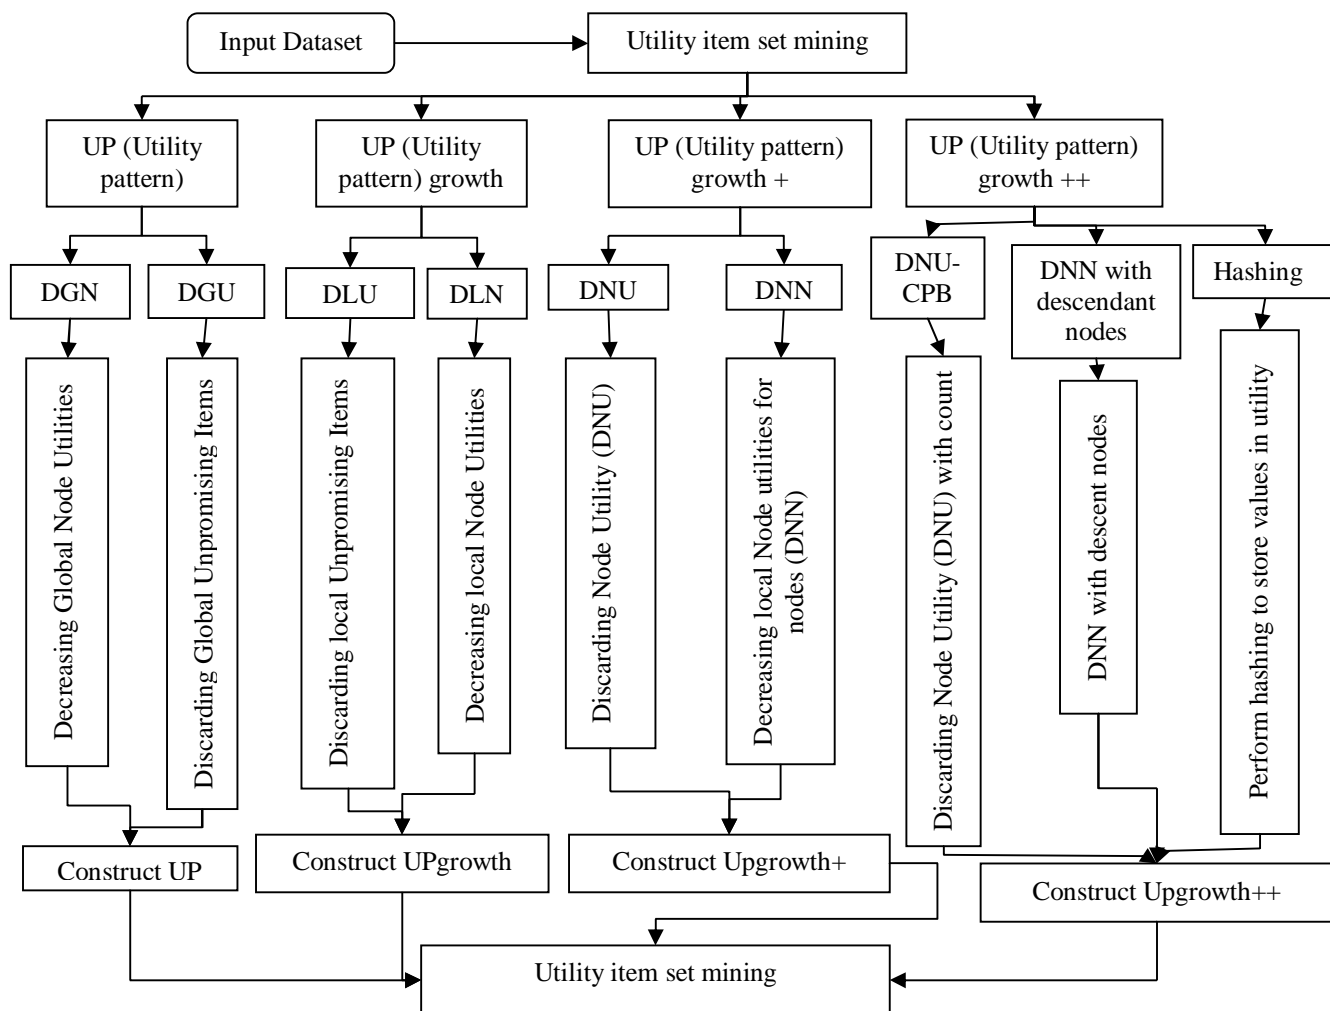 Input Dataset
Utility item set mining
UP (Utility
pattern)
UP (Utility
pattern) growth
UP (Utility pattern)
growth +
UP (Utility pattern)
growth ++
DGN
DGU
DLU
DLN
DNU
DNN
DNU-
CPB
DNN with
descendant
nodes
Hashing
Decreasing Global Node Utilities
Discarding Global Unpromising Items
Discarding local Unpromising Items
Decreasing local Node Utilities
Discarding Node Utility (DNU)
Decreasing local Node utilities for
nodes (DNN)
Discarding Node Utility (DNU) with count
DNN with descent nodes
Perform hashing to store values in utility
Construct UP
Construct UPgrowth
Construct Upgrowth+
Construct Upgrowth++
Utility item set mining